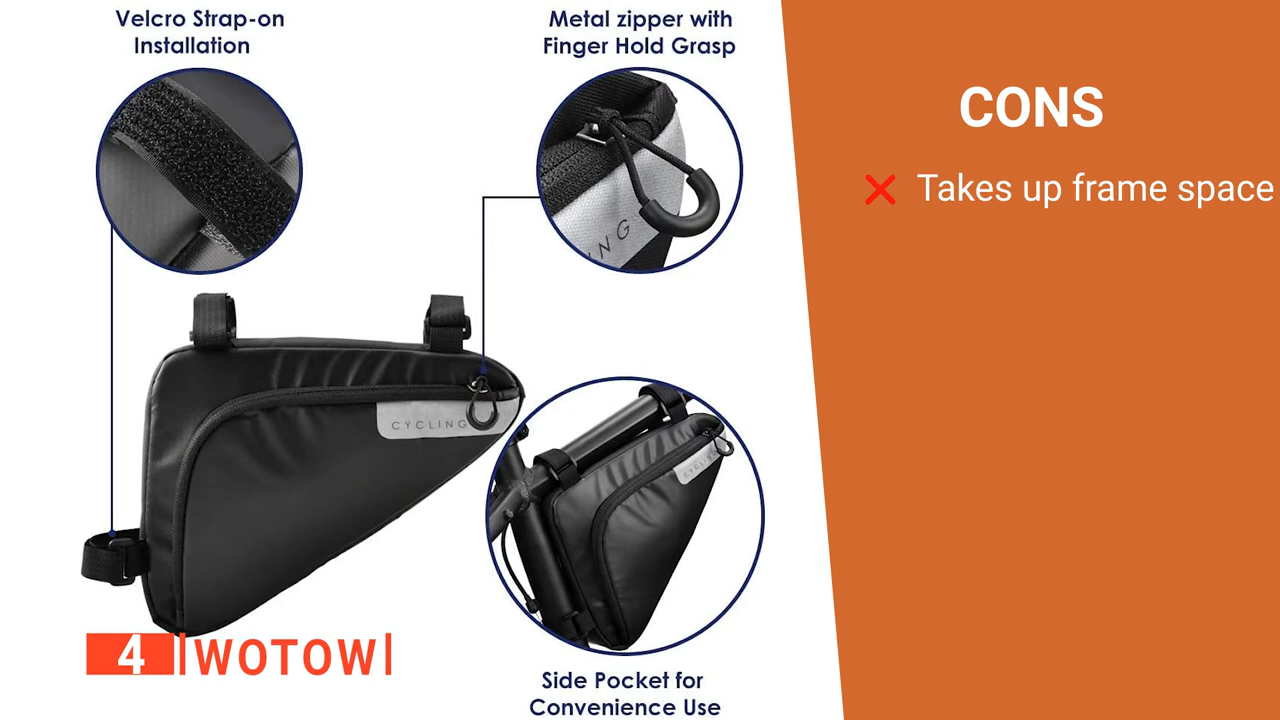 Velcro Strap-on
Installation
Metal zipper with
Finger Hold Grasp
CYCLING
CYCLING
Side Pocket for
Convenience Use
4 WOTOW
CONS
Takes up frame space